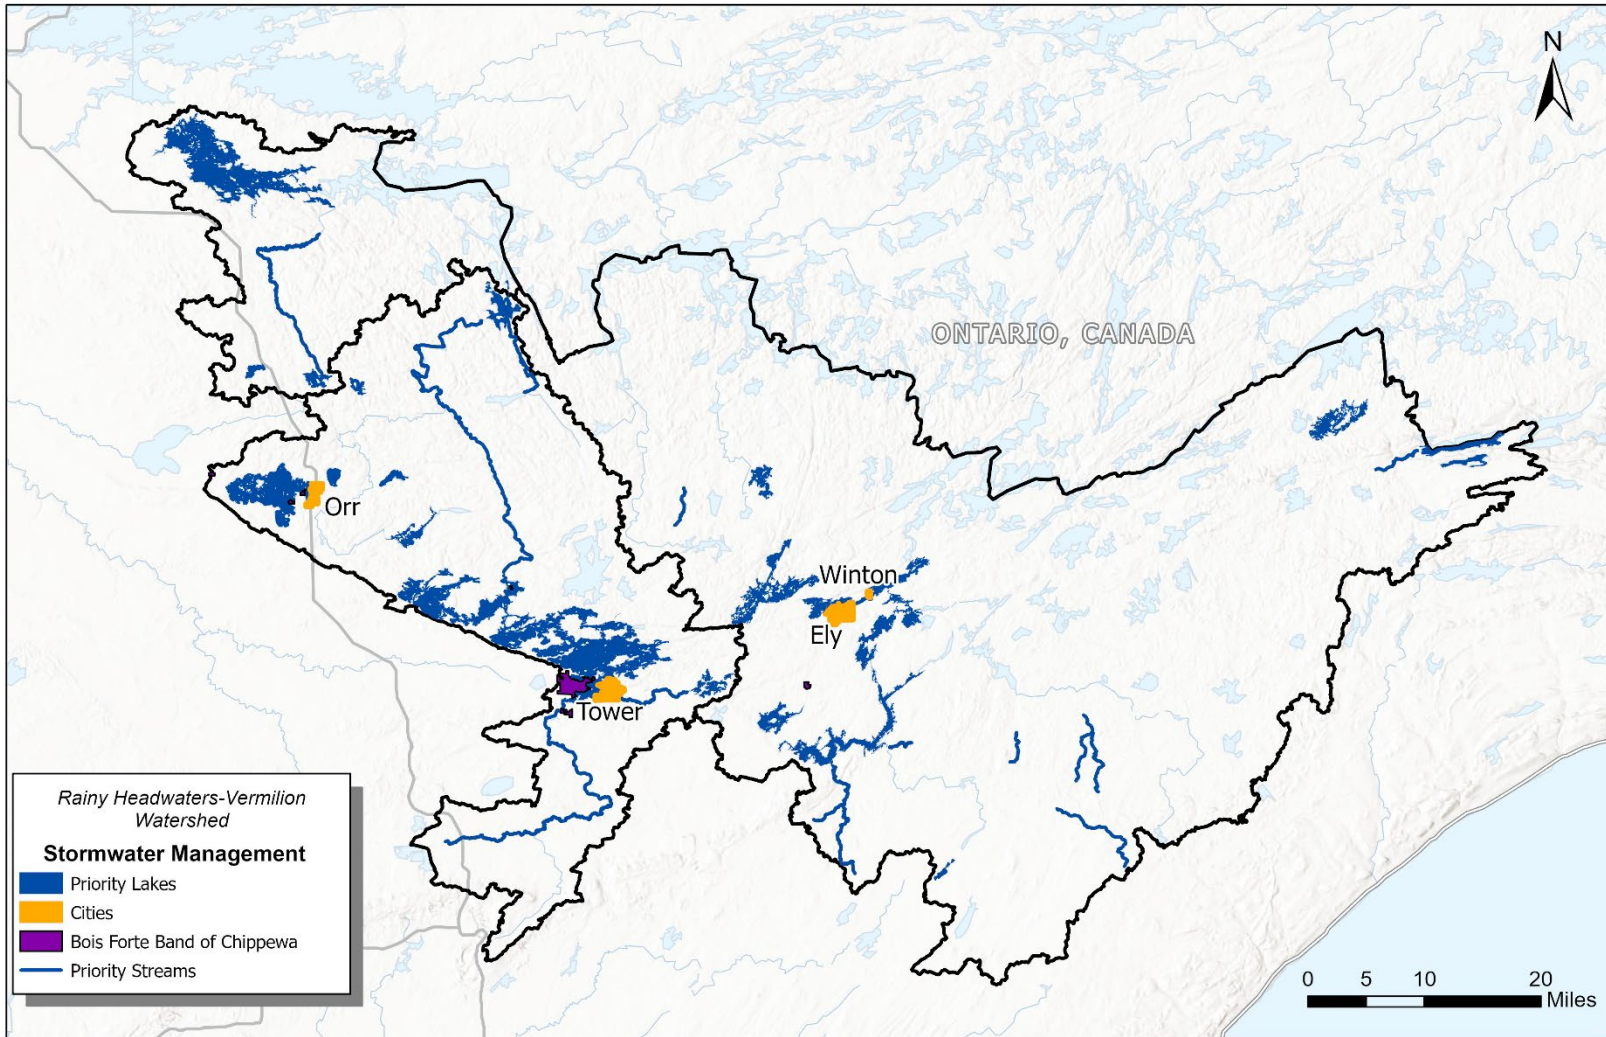 N
ONTARIO, CANADA
Orr
Winton
Ely
Tower
Rainy Headwaters-Vermilion
Watershed
Stormwater Management
Priority Lakes
Cities
Bois Forte Band of Chippewa
Priority Streams
0 5 10 20
Miles